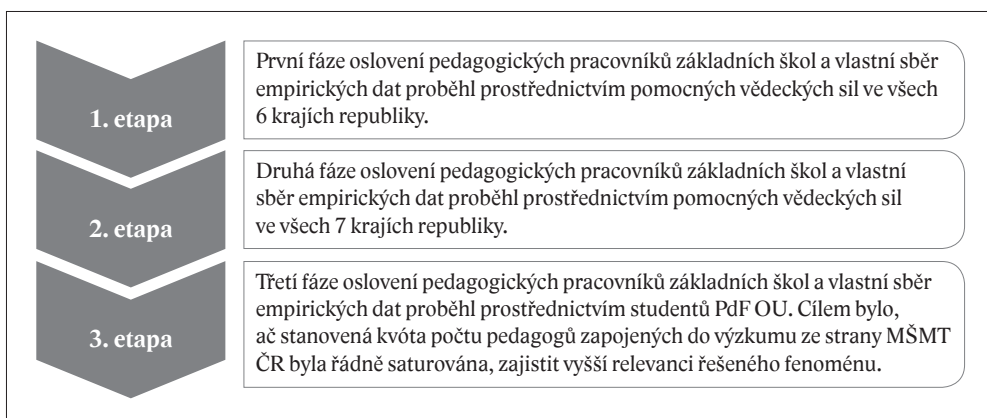 1. etapa
První fáze oslovení pedagogických pracovníků základních škol a vlastní sběr
empirických dat proběhl prostřednictvím pomocných vědeckých sil ve všech
6 krajích republiky.
2. etapa
Druhá fáze oslovení pedagogických pracovníků základních škol a vlastní
sběr empirických dat proběhl prostřednictvím pomocných vědeckých sil
ve všech 7 krajích republiky.
3. etapa
Třetí fáze oslovení pedagogických pracovníků základních škol a vlastní sběr
empirických dat proběhl prostřednictvím studentů PdF OU. Cílem bylo,
ač stanovená kvóta počtu pedagogů zapojených do výzkumu ze strany MŠMT
ČR byla řádně saturována, zajistit vyšší relevanci řešeného fenoménu.